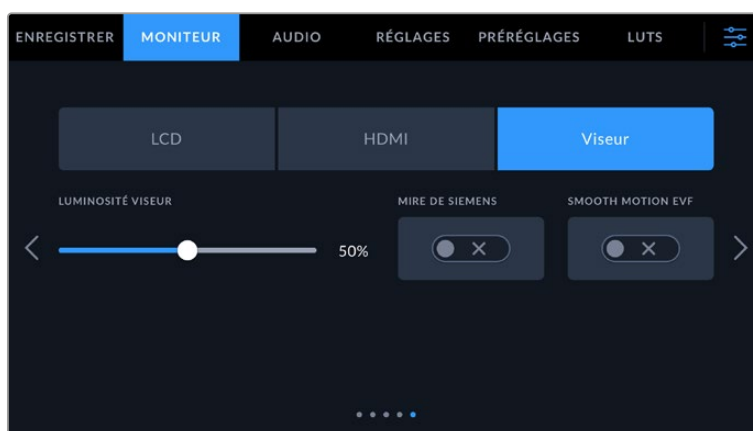 ENREGISTRER MONITEUR AUDIO RÉGLAGES PRÉRÉGLAGES LUTS
LCD HDMI Viseur
LUMINOSITÉ VISEUR MIRE DE SIEMENS SMOOTH MOTION EVF
50%